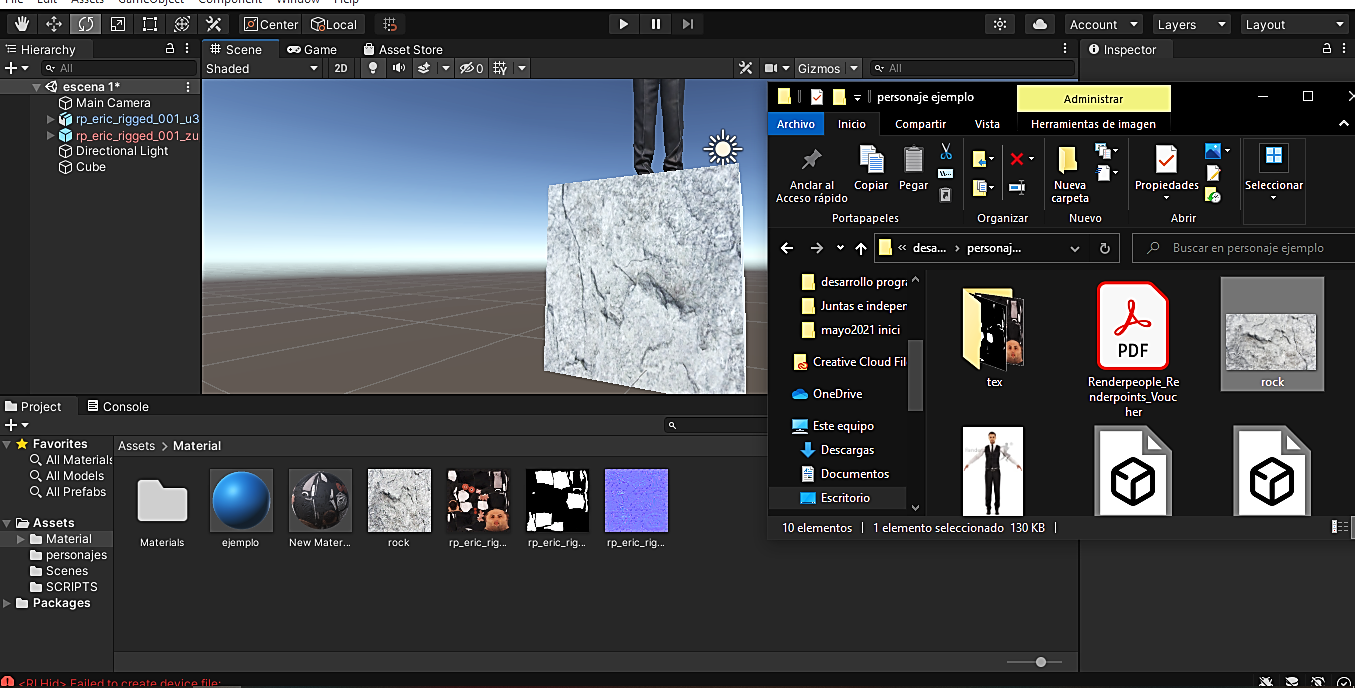 File Edit Assets GameObject Component Window Help
Center Local Account Layers Layout
Hierarchy Scene Game Asset Store Inspector
All Shaded 2D 0 Gizmos All
escena 1*
Main Camera
rp_eric_rigged_001_u3
rp_eric_rigged_001_zu
Directional Light
Cube
personaje ejemplo Administrar
Archivo Inicio Compartir Vista Herramientas de imagen
Anclar al
Acceso rápido
Copiar Pegar
Nueva
carpeta
Propiedades
Seleccionar
Portapapeles Organizar Nuevo Abrir
« desa... › personaj... Buscar en personaje ejemplo
desarrollo progra
Juntas e indeper
mayo2021 inici
Creative Cloud Fil
OneDrive
Este equipo
Descargas
Documentos
Escritorio
tex
PDF
Renderpeople_Re
nderpoints_Vouc
her
rock
10 elementos 1 elemento seleccionado 130 KB
Project Console
Favorites
All Materials
All Models
All Prefabs
Assets
Material
personajes
Scenes
SCRIPTS
Packages
Assets > Material
Materials ejemplo New Mater... rock rp_eric_rig... rp_eric_rig... rp_eric_rig...
<RI.Hid> Failed to create device file: